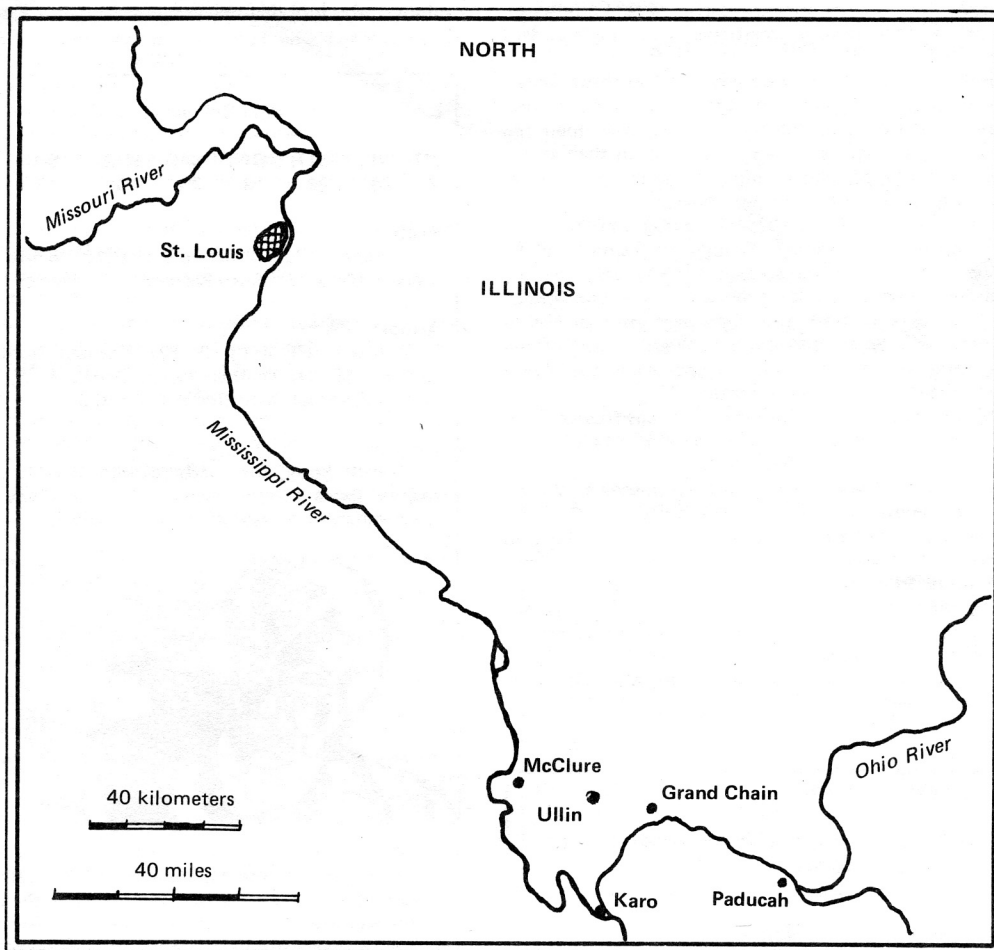 NORTH
Missouri River
St. Louis
ILLINOIS
Mississippi River
McClure
Ullin
Grand Chain
Ohio River
40 kilometers
40 miles
Karo
Paducah